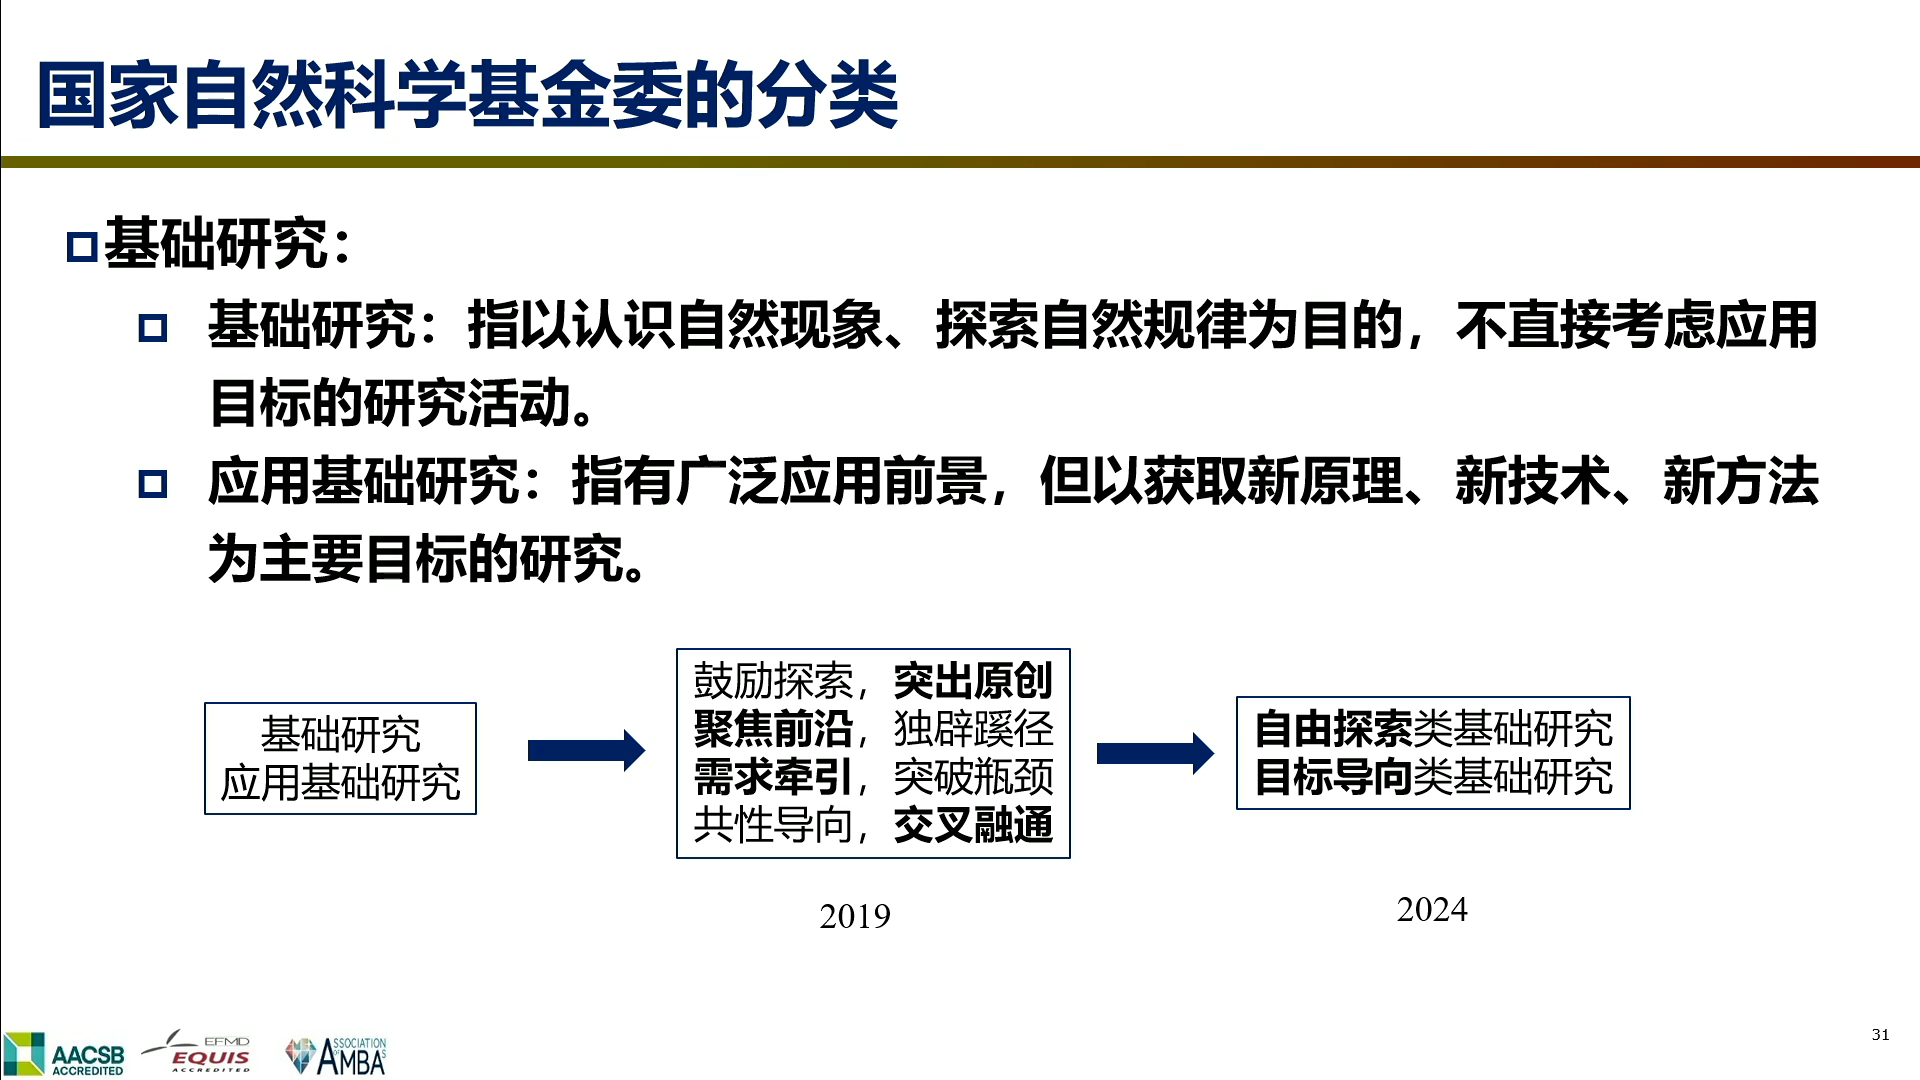 国家自然科学基金委的分类
基础研究：
基础研究：指以认识自然现象、探索自然规律为目的，不直接考虑应用
目标的研究活动。
应用基础研究：指有广泛应用前景，但以获取新原理、新技术、新方法
为主要目标的研究。
基础研究
应用基础研究
鼓励探索，突出原创
聚焦前沿，独辟蹊径
需求牵引，突破瓶颈
共性导向，交叉融通
2019
自由探索类基础研究
目标导向类基础研究
2024
AACSB
ACCREDITED
EFMD
EQUIS
ACCREDITED
ASSOCIATION
OF
AMBAS
31